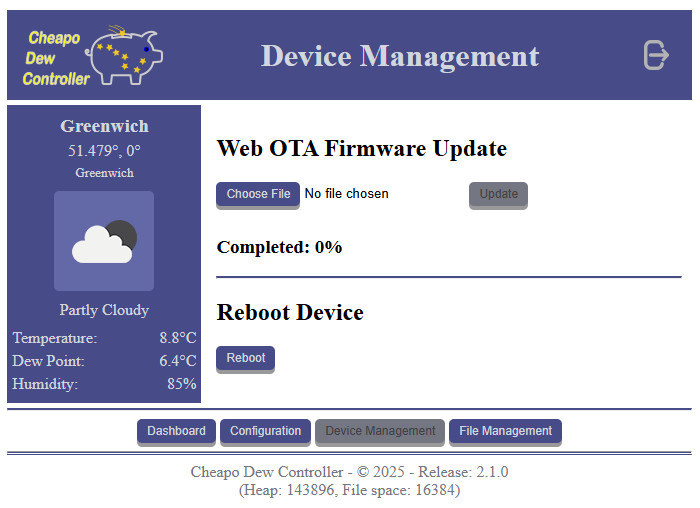 Cheapo
Dew
Controller
Device Management
Greenwich
51.479°, 0°
Greenwich
Partly Cloudy
Temperature: 8.8°C
Dew Point: 6.4°C
Humidity: 85%
Web OTA Firmware Update
Choose File No file chosen Update
Completed: 0%
Reboot Device
Reboot
Dashboard Configuration Device Management File Management
Cheapo Dew Controller - © 2025 - Release: 2.1.0
(Heap: 143896, File space: 16384)